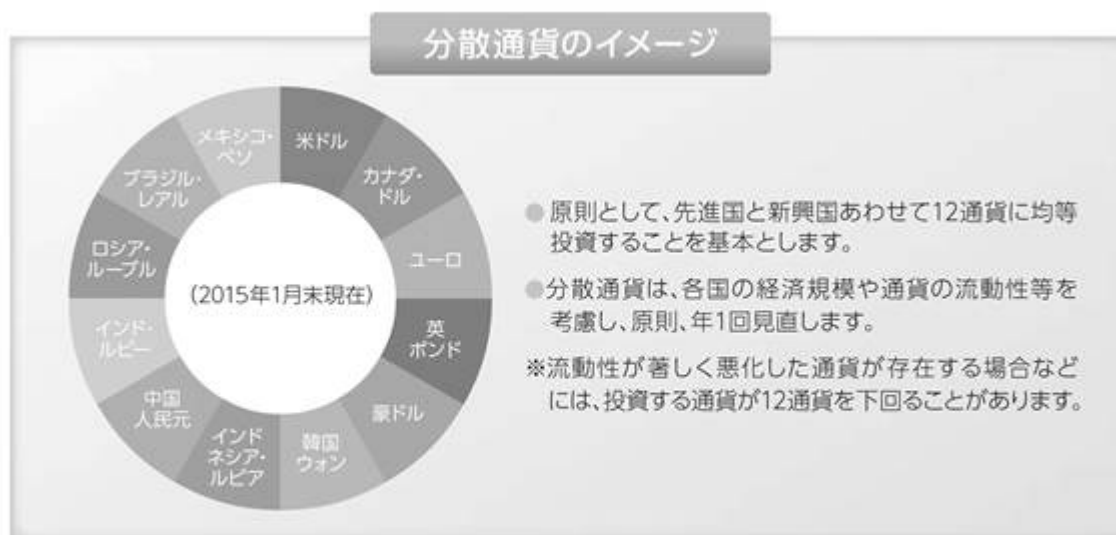 分散通貨のイメージ
米ドル
カナダ・
ドル
ユーロ
英
ポンド
豪ドル
韓国
ウォン
インド
ネシア・
ルピア
中国
人民元
インド・
ルピー
ロシア・
ルーブル
ブラジル・
レアル
メキシコ・
ペソ
(2015年1月末現在)
●原則として、先進国と新興国あわせて12通貨に均等
投資することを基本とします。
●分散通貨は、各国の経済規模や通貨の流動性等を
考慮し、原則、年1回見直します。
※流動性が著しく悪化した通貨が存在する場合など
には、投資する通貨が12通貨を下回ることがあります。